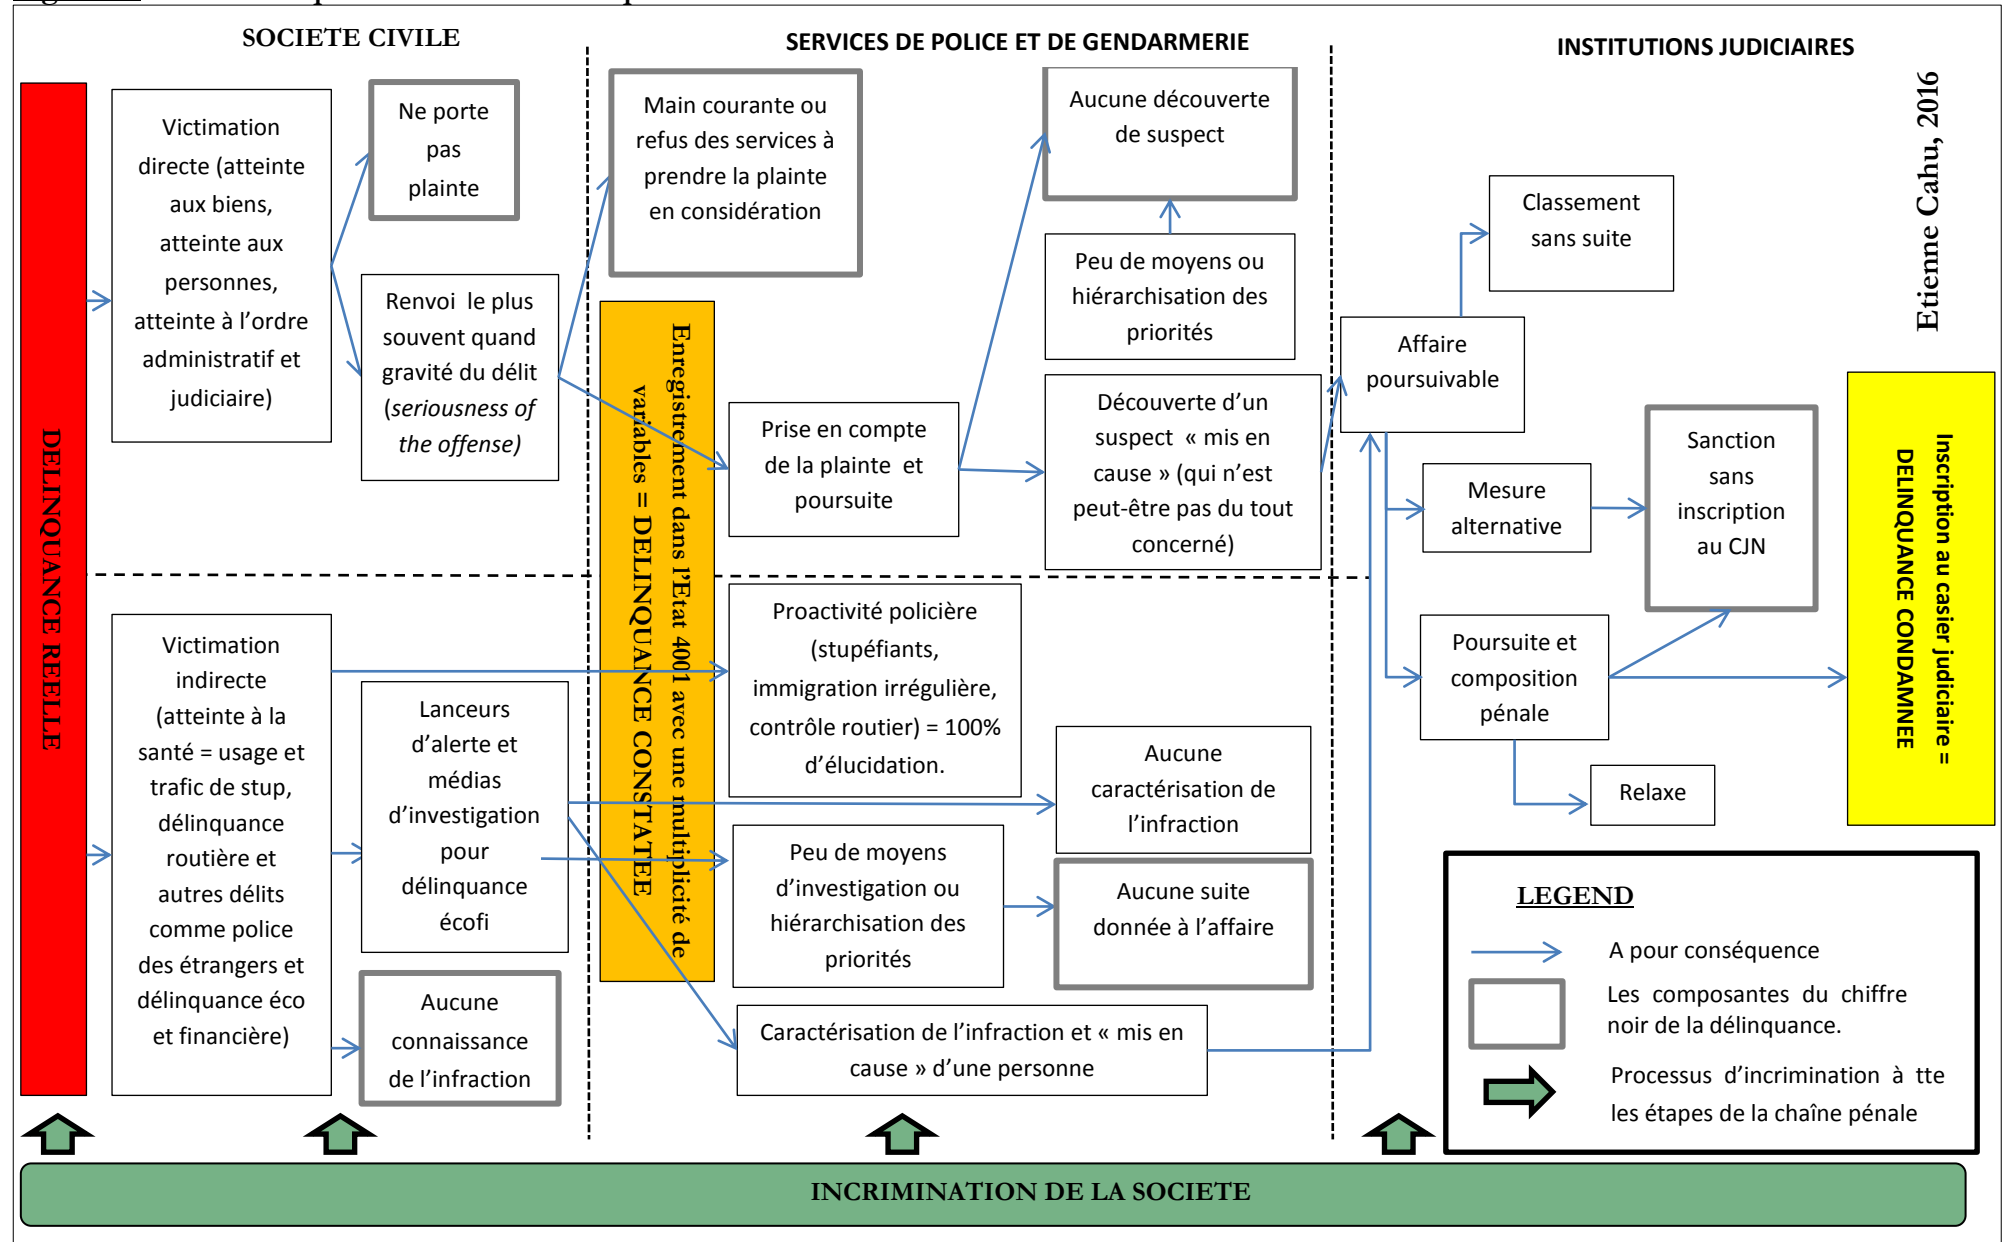 SOCIETE CIVILE
SERVICES DE POLICE ET DE GENDARMERIE
INSTITUTIONS JUDICIAIRES
Etienne Cahu, 2016
DELINQUANCE REELLE
Victimation
directe (atteinte
aux biens,
atteinte aux
personnes,
atteinte à l’ordre
administratif et
judiciaire)
Ne porte
pas
plainte
Renvoi le plus
souvent quand
gravité du délit
(seriousness of
the offense)
Main courante ou
refus des services à
prendre la plainte
en considération
Enregistrement dans l’Etat 4001 avec une multiplicité de
variables = DELINQUANCE CONSTATEE
Prise en compte
de la plainte et
poursuite
Aucune découverte
de suspect
Peu de moyens ou
hiérarchisation des
priorités
Découverte d’un
suspect « mis en
cause » (qui n’est
peut-être pas du tout
concerné)
Affaire
poursuivable
Classement
sans suite
Mesure
alternative
Sanction
sans
inscription
au CJN
Poursuite et
composition
pénale
Relaxe
Inscription au casier judiciaire =
DELINQUANCE CONDAMNEE
Victimation
indirecte
(atteinte à la
santé = usage et
trafic de stup,
délinquance
routière et
autres délits
comme police
des étrangers et
délinquance éco
et financière)
Lanceurs
d’alerte et
médias
d’investigation
pour
délinquance
écofi
Aucune
connaissance
de l’infraction
Proactivité policière
(stupéfiants,
immigration irrégulière,
contrôle routier) = 100%
d’élucidation.
Peu de moyens
d’investigation ou
hiérarchisation des
priorités
Aucune
caractérisation de
l’infraction
Aucune suite
donnée à l’affaire
Caractérisation de l’infraction et « mis en
cause » d’une personne
LEGEND
A pour conséquence
Les composantes du chiffre
noir de la délinquance.
Processus d’incrimination à tte
les étapes de la chaîne pénale
INCRIMINATION DE LA SOCIETE